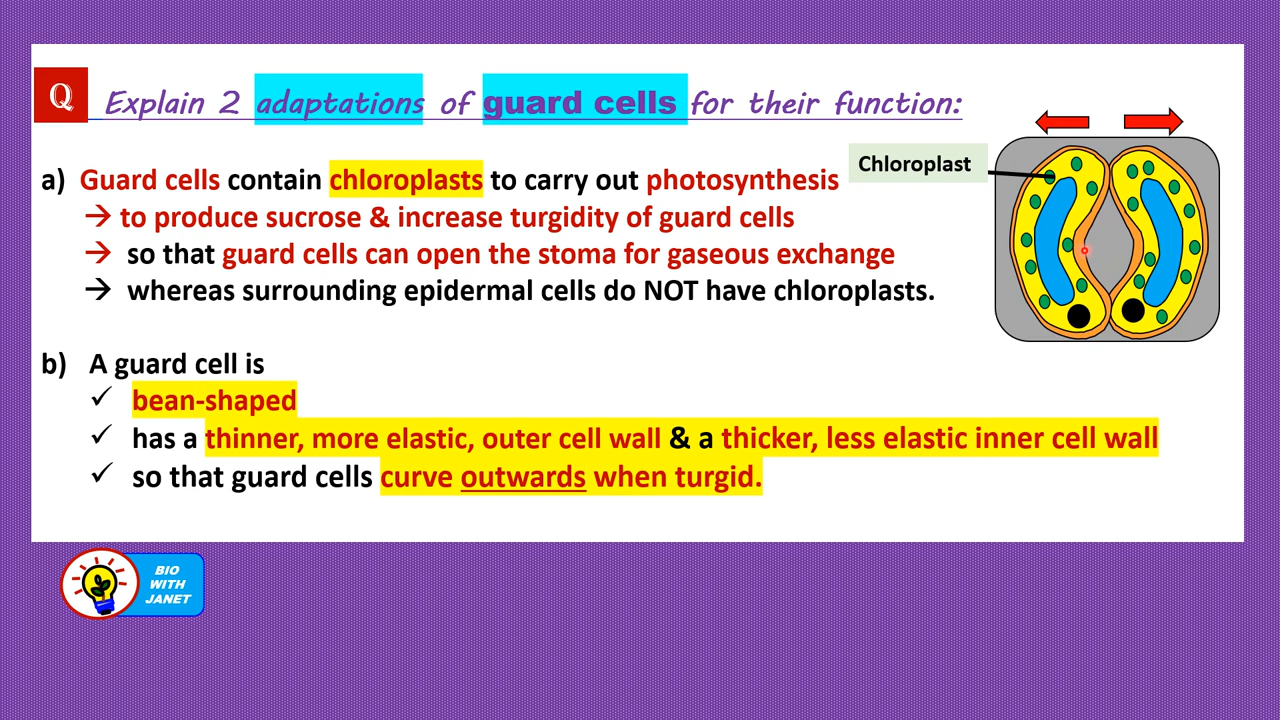 Q Explain 2 adaptations of guard cells for their function:
Chloroplast
a) Guard cells contain chloroplasts to carry out photosynthesis
→ to produce sucrose & increase turgidity of guard cells
→ so that guard cells can open the stoma for gaseous exchange
→ whereas surrounding epidermal cells do NOT have chloroplasts.
b) A guard cell is
✓ bean-shaped
✓ has a thinner, more elastic, outer cell wall & a thicker, less elastic inner cell wall
✓ so that guard cells curve outwards when turgid.
BIO
WITH
JANET